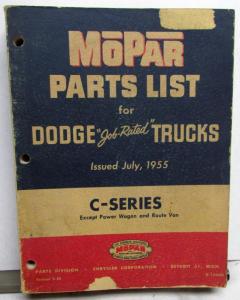 MOPAR
PARTS LIST
for
DODGE "Job-Rated" TRUCKS
Issued July, 1955
C-SERIES
Except Power Wagon and Route Van
MOPAR
PARTS DIVISION - CHRYSLER CORPORATION - DETROIT 31, MICH.